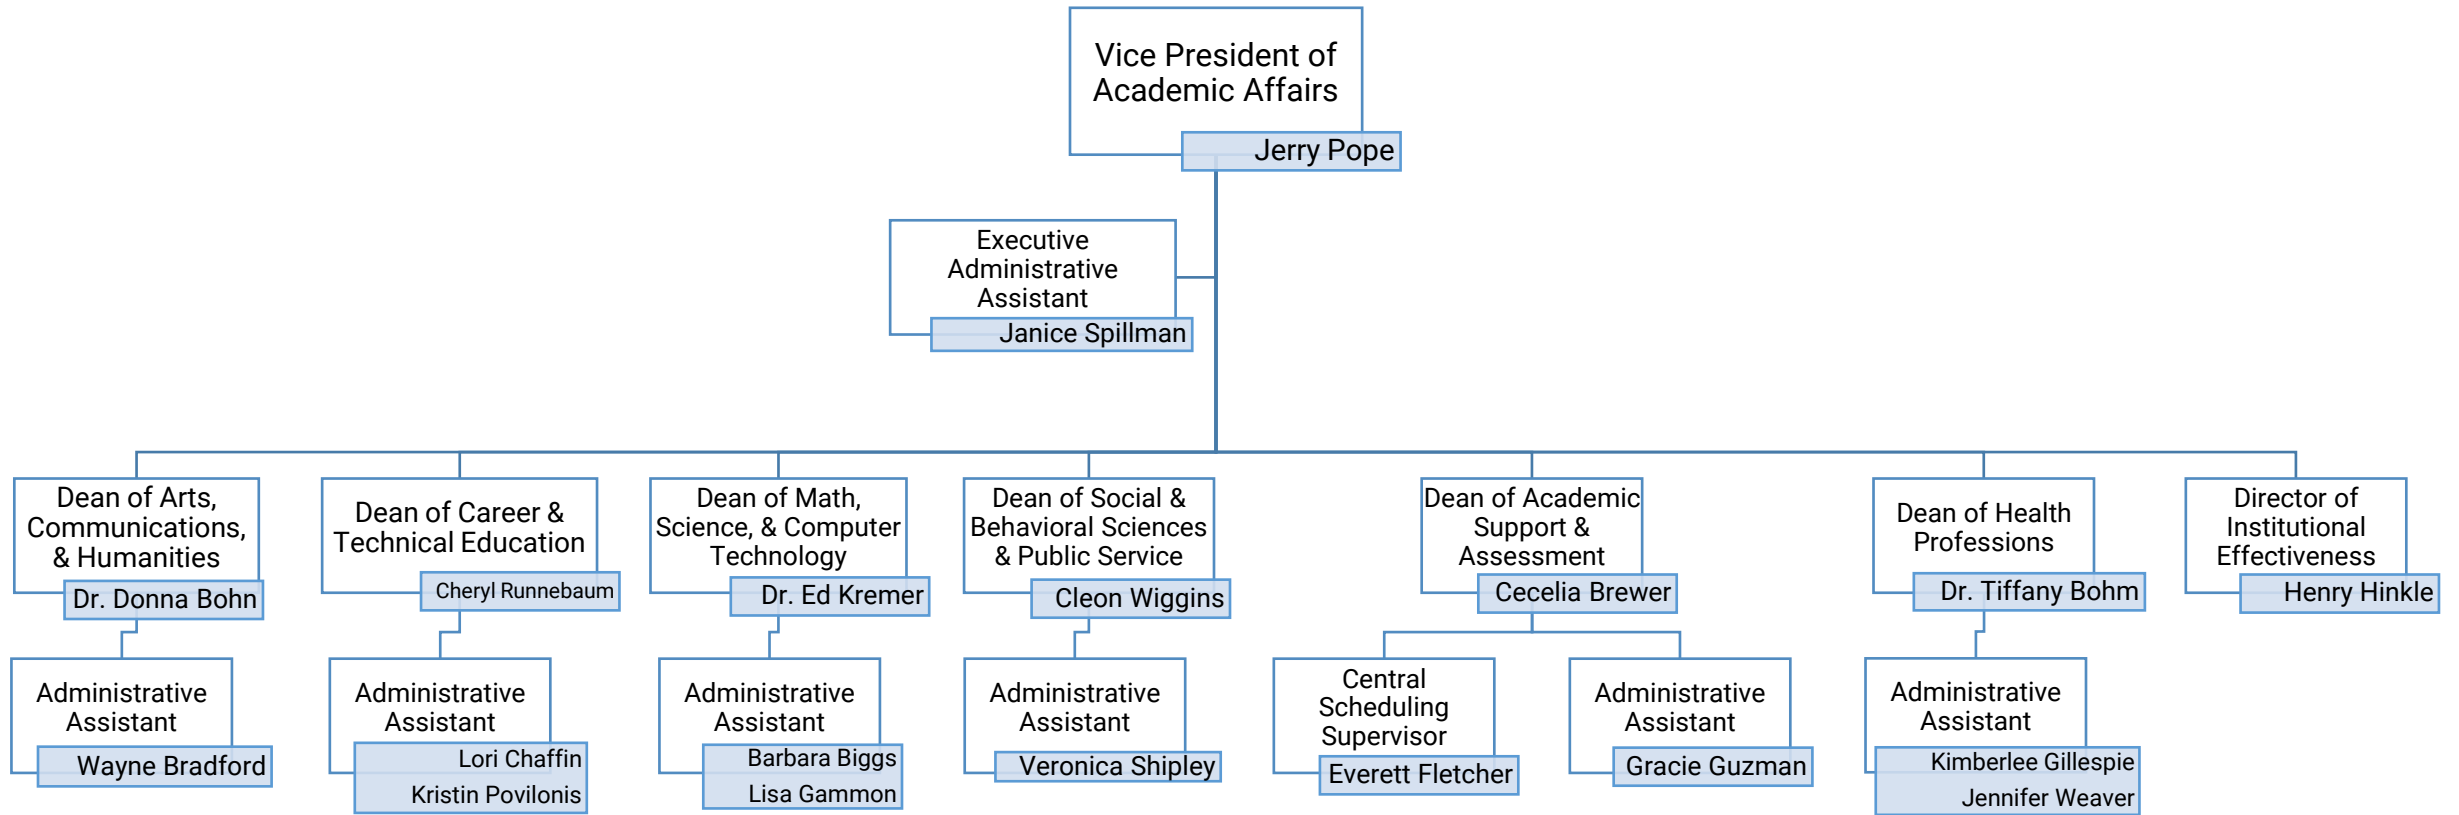 Vice President of
Academic Affairs
Jerry Pope
Executive
Administrative
Assistant
Janice Spillman
Dean of Arts,
Communications,
& Humanities
Dr. Donna Bohn
Dean of Career &
Technical Education
Cheryl Runnebaum
Dean of Math,
Science, & Computer
Technology
Dr. Ed Kremer
Dean of Social &
Behavioral Sciences
& Public Service
Cleon Wiggins
Dean of Academic
Support &
Assessment
Cecelia Brewer
Dean of Health
Professions
Dr. Tiffany Bohm
Director of
Institutional
Effectiveness
Henry Hinkle
Administrative
Assistant
Wayne Bradford
Administrative
Assistant
Lori Chaffin
Kristin Povilonis
Administrative
Assistant
Barbara Biggs
Lisa Gammon
Administrative
Assistant
Veronica Shipley
Central
Scheduling
Supervisor
Everett Fletcher
Administrative
Assistant
Gracie Guzman
Administrative
Assistant
Kimberlee Gillespie
Jennifer Weaver